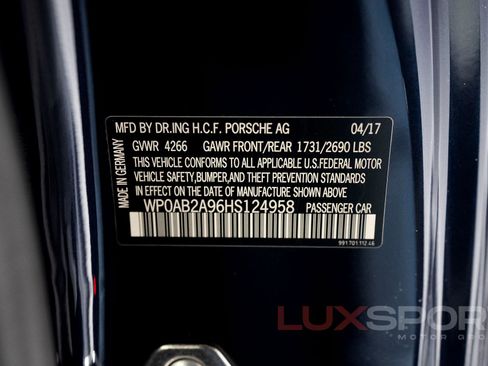 MFD BY DR.ING H.C.F. PORSCHE AG 04/17
GVWR 4266 GAWR FRONT/REAR 1731/2690 LBS
THIS VEHICLE CONFORMS TO ALL APPLICABLE U.S.FEDERAL MOTOR
VEHICLE SAFETY,BUMPER,AND THEFT PREVENTION STANDARDS
IN EFFECT ON THE DATE OF MANUFACTURE SHOWN ABOVE.
WP0AB2A96HS124958 PASSENGER CAR
MADE IN GERMANY
991 701 112 46
LUXSPOR
MOTOR GRO